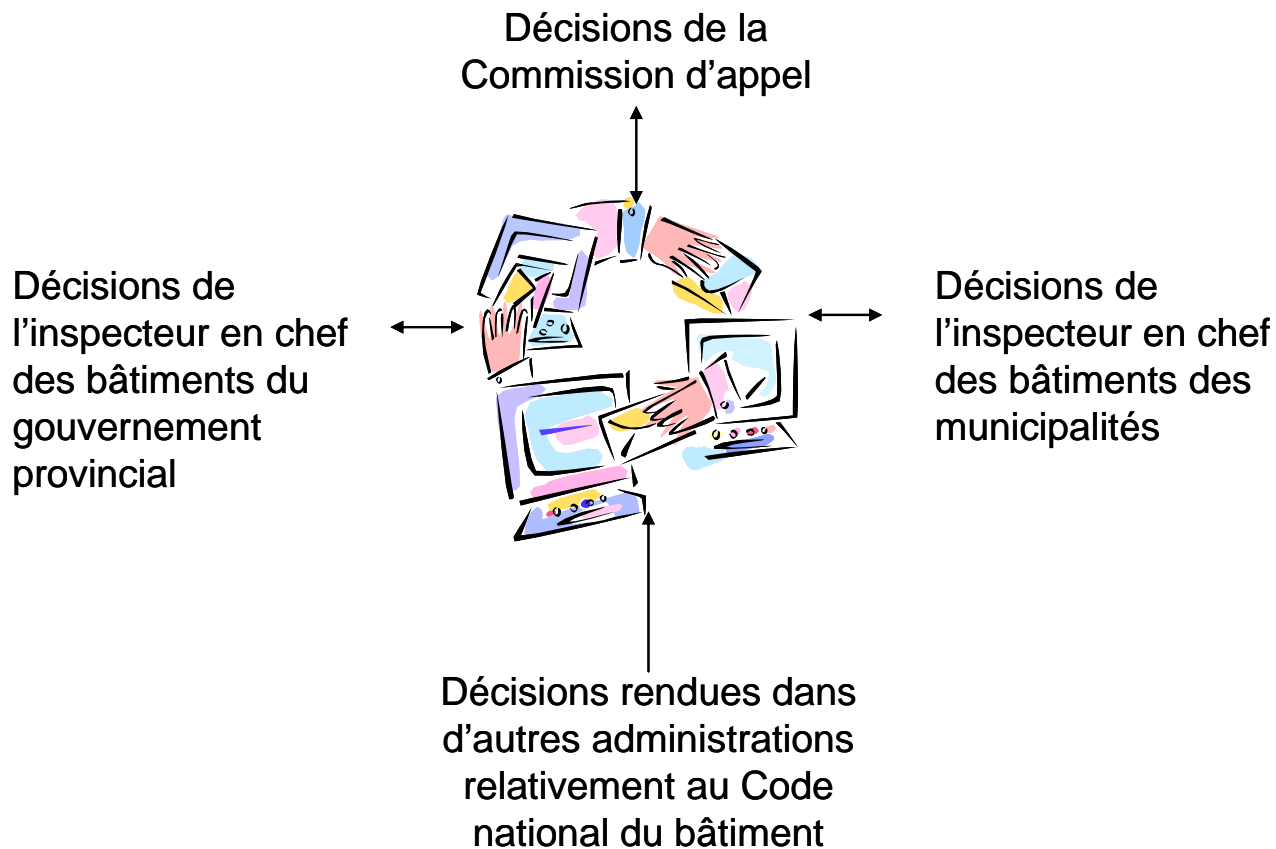 Décisions de la
Commission d'appel
Décisions de
l'inspecteur en chef
des bâtiments du
gouvernement
provincial
Décisions de
l'inspecteur en chef
des bâtiments des
municipalités
Décisions rendues dans
d'autres administrations
relativement au Code
national du bâtiment